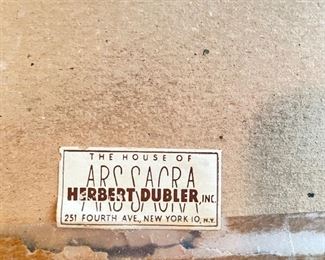 THE HOUSE OF
ARS SACRA
HERBERT DUBLER, INC.
251 FOURTH AVE., NEW YORK 10, N.Y.